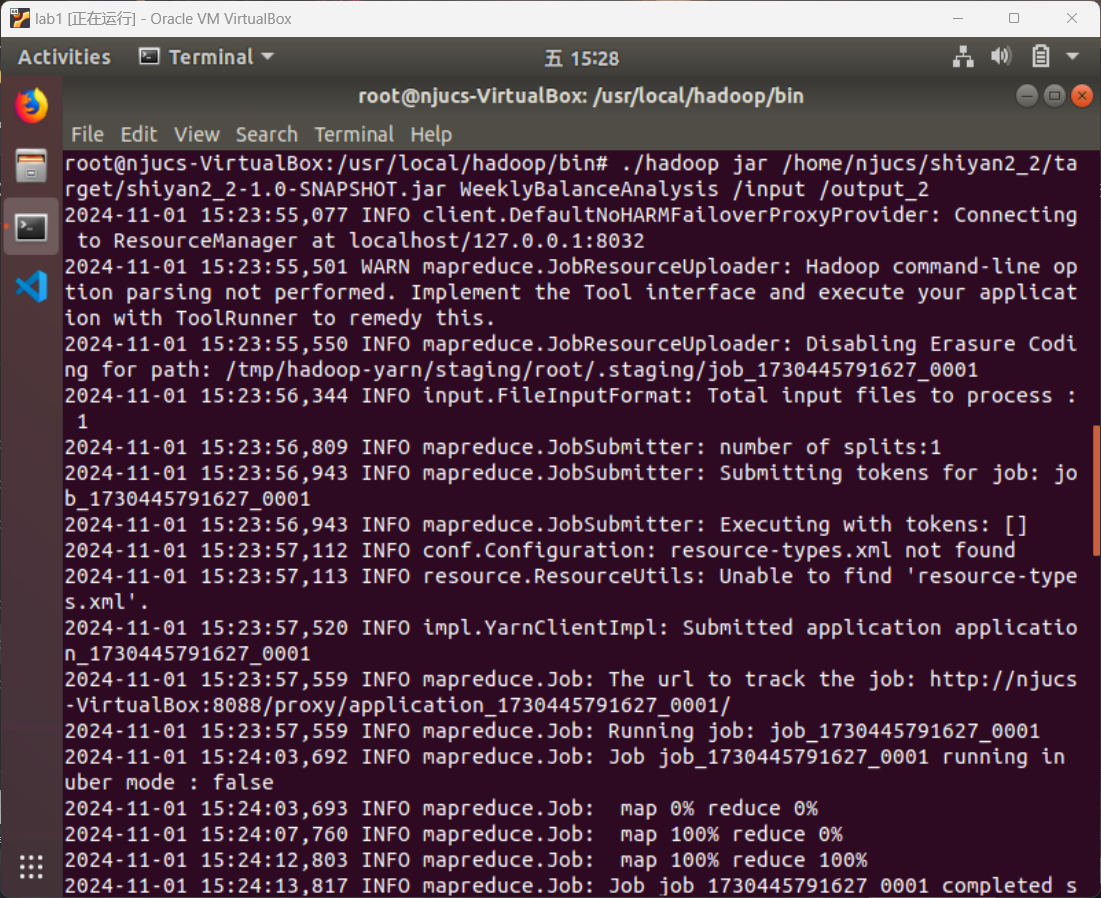 lab1 [正在运行] - Oracle VM VirtualBox
Activities Terminal 五 15:28
root@njucs-VirtualBox: /usr/local/hadoop/bin
File Edit View Search Terminal Help
root@njucs-VirtualBox:/usr/local/hadoop/bin# ./hadoop jar /home/njucs/shiyan2_2/ta
rget/shiyan2_2-1.0-SNAPSHOT.jar WeeklyBalanceAnalysis /input /output_2
2024-11-01 15:23:55,077 INFO client.DefaultNoHARMFailoverProxyProvider: Connecting
 to ResourceManager at localhost/127.0.0.1:8032
2024-11-01 15:23:55,501 WARN mapreduce.JobResourceUploader: Hadoop command-line op
tion parsing not performed. Implement the Tool interface and execute your applicat
ion with ToolRunner to remedy this.
2024-11-01 15:23:55,550 INFO mapreduce.JobResourceUploader: Disabling Erasure Codi
ng for path: /tmp/hadoop-yarn/staging/root/.staging/job_1730445791627_0001
2024-11-01 15:23:56,344 INFO input.FileInputFormat: Total input files to process :
 1
2024-11-01 15:23:56,809 INFO mapreduce.JobSubmitter: number of splits:1
2024-11-01 15:23:56,943 INFO mapreduce.JobSubmitter: Submitting tokens for job: jo
b_1730445791627_0001
2024-11-01 15:23:56,943 INFO mapreduce.JobSubmitter: Executing with tokens: []
2024-11-01 15:23:57,112 INFO conf.Configuration: resource-types.xml not found
2024-11-01 15:23:57,113 INFO resource.ResourceUtils: Unable to find 'resource-type
s.xml'.
2024-11-01 15:23:57,520 INFO impl.YarnClientImpl: Submitted application applicatio
n_1730445791627_0001
2024-11-01 15:23:57,559 INFO mapreduce.Job: The url to track the job: http://njucs
-VirtualBox:8088/proxy/application_1730445791627_0001/
2024-11-01 15:23:57,559 INFO mapreduce.Job: Running job: job_1730445791627_0001
2024-11-01 15:24:03,692 INFO mapreduce.Job: Job job_1730445791627_0001 running in
uber mode : false
2024-11-01 15:24:03,693 INFO mapreduce.Job:  map 0% reduce 0%
2024-11-01 15:24:07,760 INFO mapreduce.Job:  map 100% reduce 0%
2024-11-01 15:24:12,803 INFO mapreduce.Job:  map 100% reduce 100%
2024-11-01 15:24:13,817 INFO mapreduce.Job: Job job_1730445791627_0001 completed s